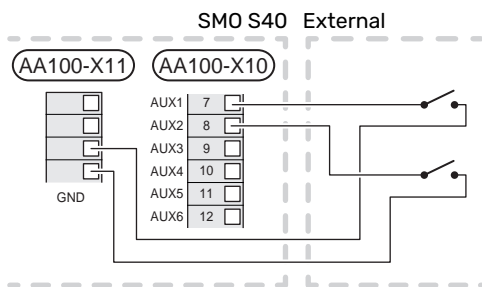 SMO S40 External
AA100-X11 AA100-X10
AUX1 7
AUX2 8
AUX3 9
AUX4 10
AUX5 11
AUX6 12
GND